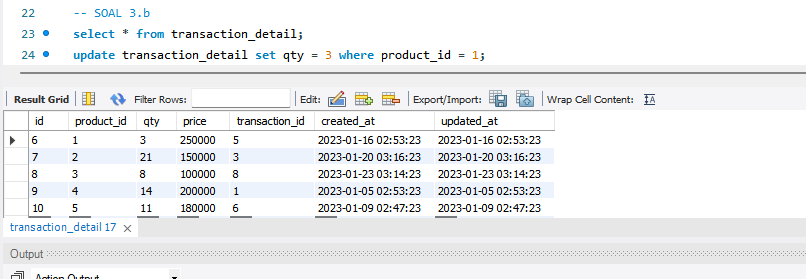 22 -- SOAL 3.b
23 select * from transaction_detail;
24 update transaction_detail set qty = 3 where product_id = 1;
Result Grid Filter Rows: Edit: Export/Import: Wrap Cell Content: IA
id product_id qty price transaction_id created_at updated_at
6 1 3 250000 5 2023-01-16 02:53:23 2023-01-16 02:53:23
7 2 21 150000 3 2023-01-20 03:16:23 2023-01-20 03:16:23
8 3 8 100000 8 2023-01-23 03:14:23 2023-01-23 03:14:23
9 4 14 200000 1 2023-01-05 02:53:23 2023-01-05 02:53:23
10 5 11 180000 6 2023-01-09 02:47:23 2023-01-09 02:47:23
transaction_detail 17
Output
Action Output